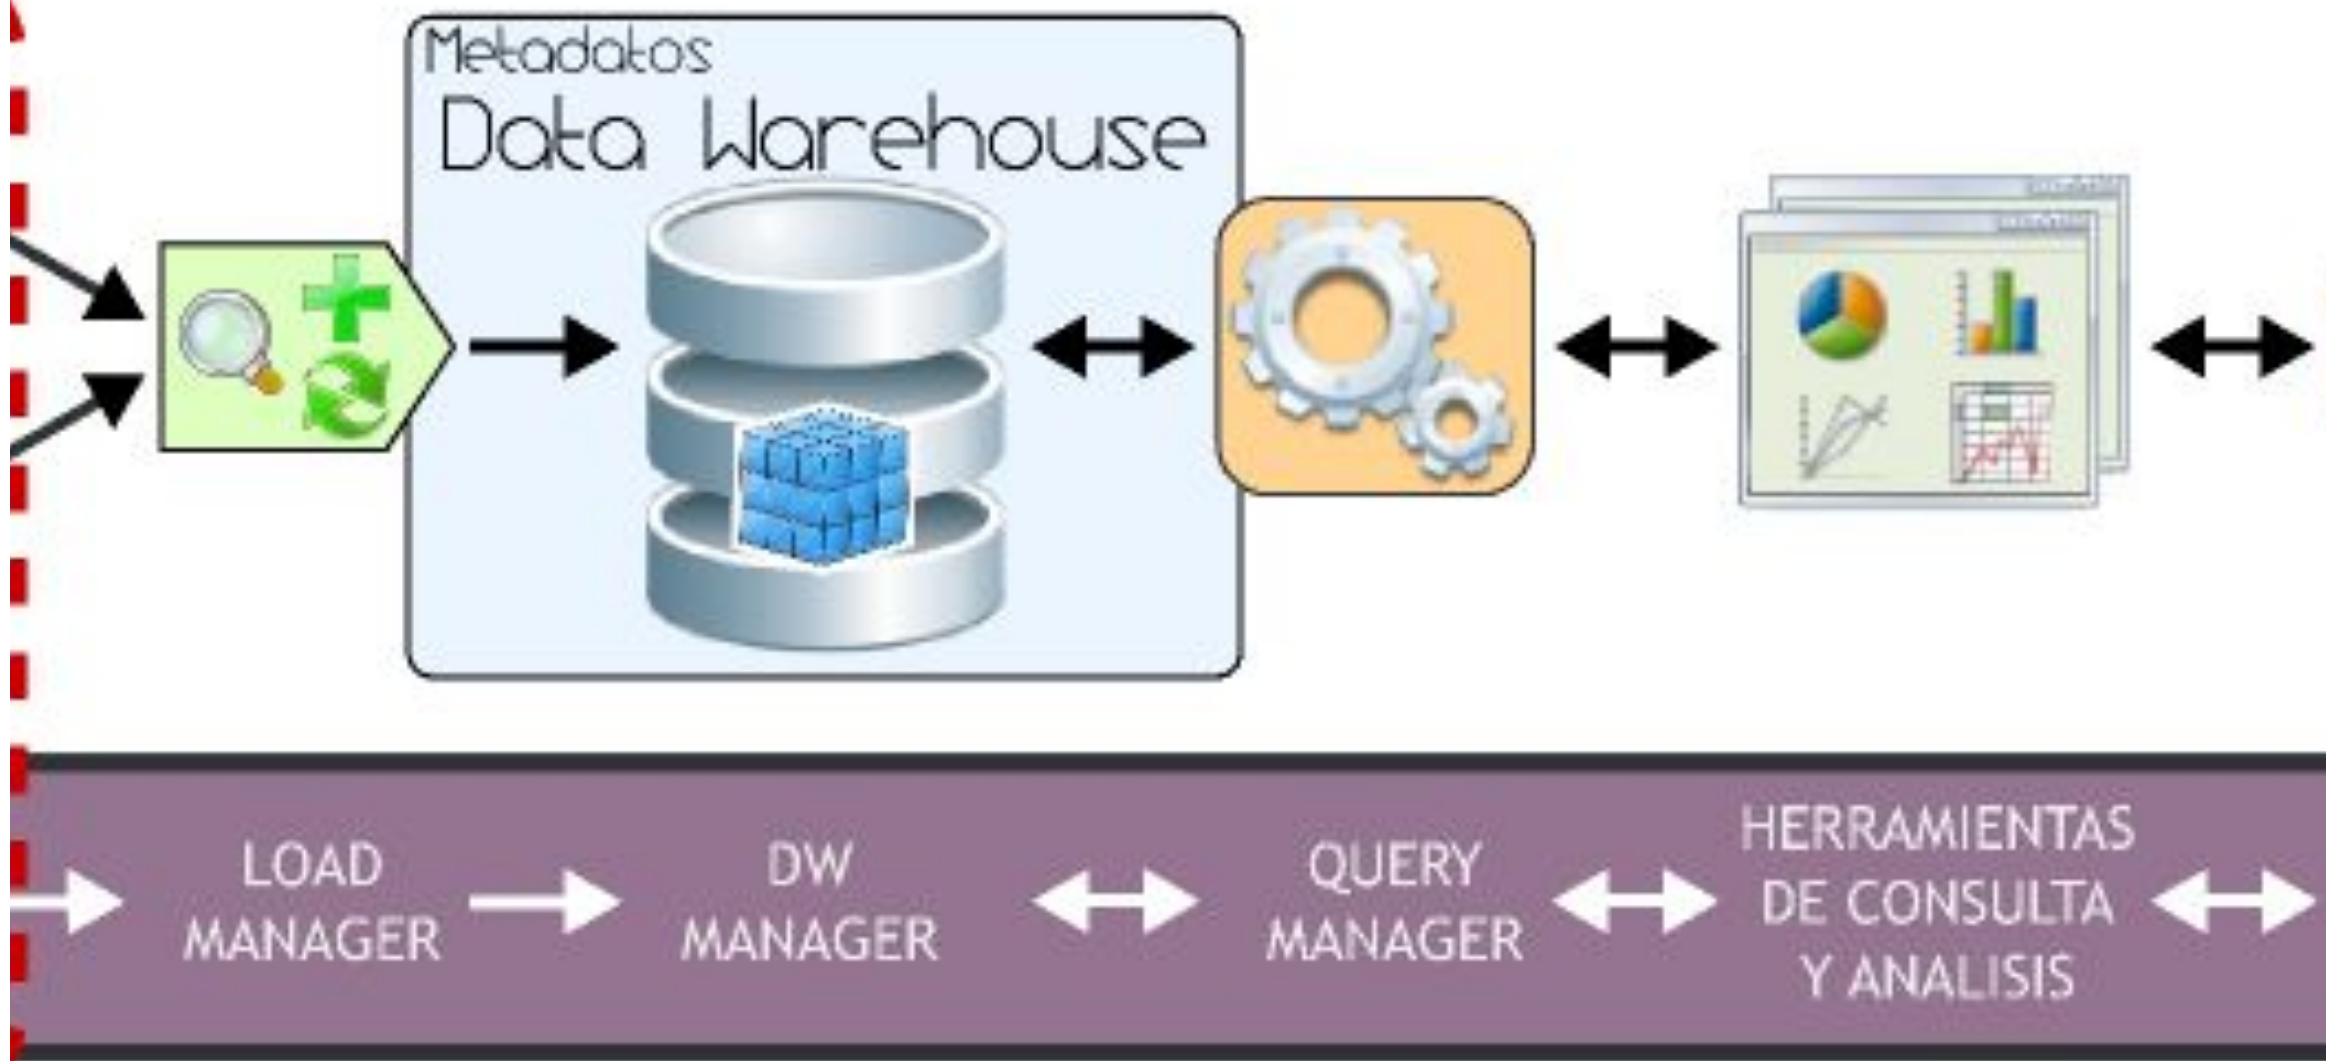 Metadatos
Data Warehouse
LOAD
MANAGER
DW
MANAGER
QUERY
MANAGER
HERRAMIENTAS
DE CONSULTA
Y ANALISIS